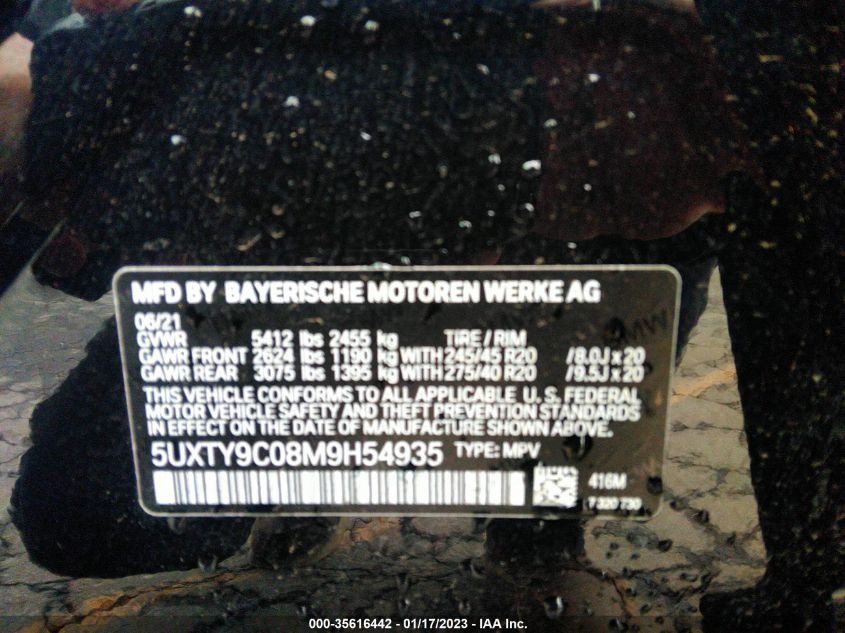 MFD BY BAYERISCHE MOTOREN WERKE AG
06/21
GVWR 5412 lbs 2455 kg TIRE / RIM
GAWR FRONT 2624 lbs 1190 kg WITH 245/45 R20 /8.0J x 20
GAWR REAR 3075 lbs 1395 kg WITH 275/40 R20 /9.5J x 20
THIS VEHICLE CONFORMS TO ALL APPLICABLE U. S. FEDERAL
MOTOR VEHICLE SAFETY AND THEFT PREVENTION STANDARDS
IN EFFECT ON THE DATE OF MANUFACTURE SHOWN ABOVE.
5UXTY9C08M9H54935 TYPE: MPV
416M
7 320 730
000-35616442 - 01/17/2023 - IAA Inc.